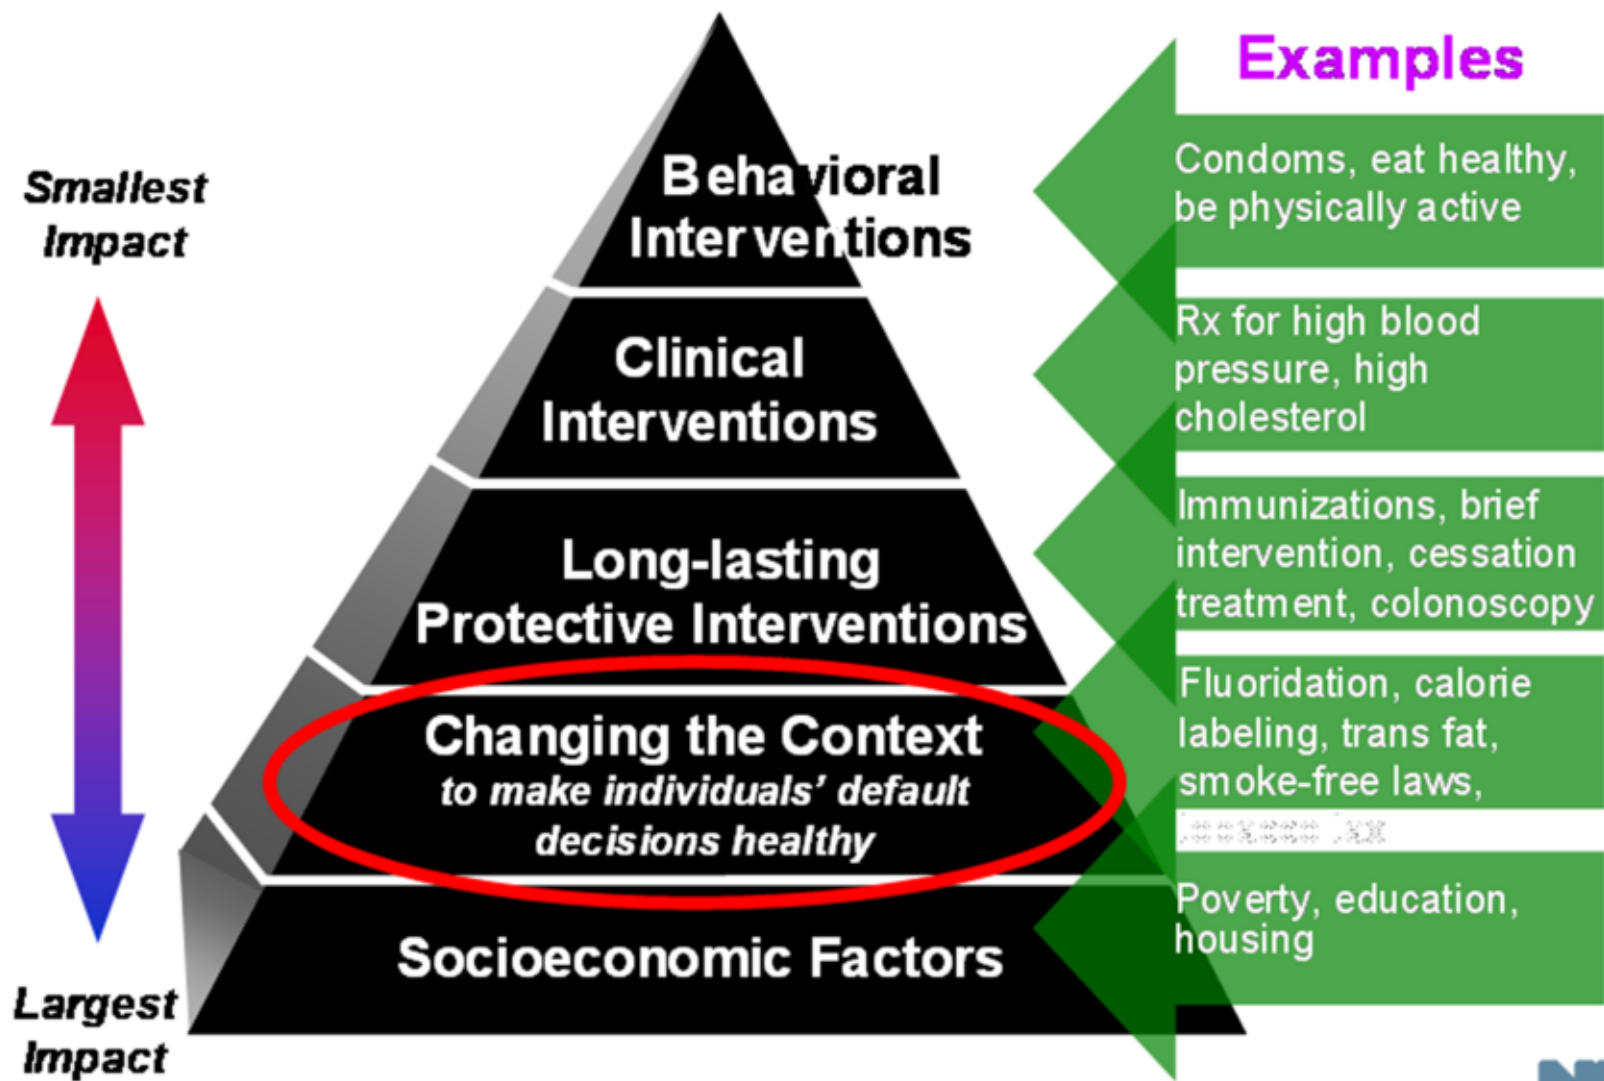 Examples
Smallest
Impact
Largest
Impact
Behavioral
Interventions
Clinical
Interventions
Long-lasting
Protective Interventions
Changing the Context
to make individuals’ default
decisions healthy
Socioeconomic Factors
Condoms, eat healthy,
be physically active
Rx for high blood
pressure, high
cholesterol
Immunizations, brief
intervention, cessation
treatment, colonoscopy
Fluoridation, calorie
labeling, trans fat,
smoke-free laws,
Poverty, education,
housing